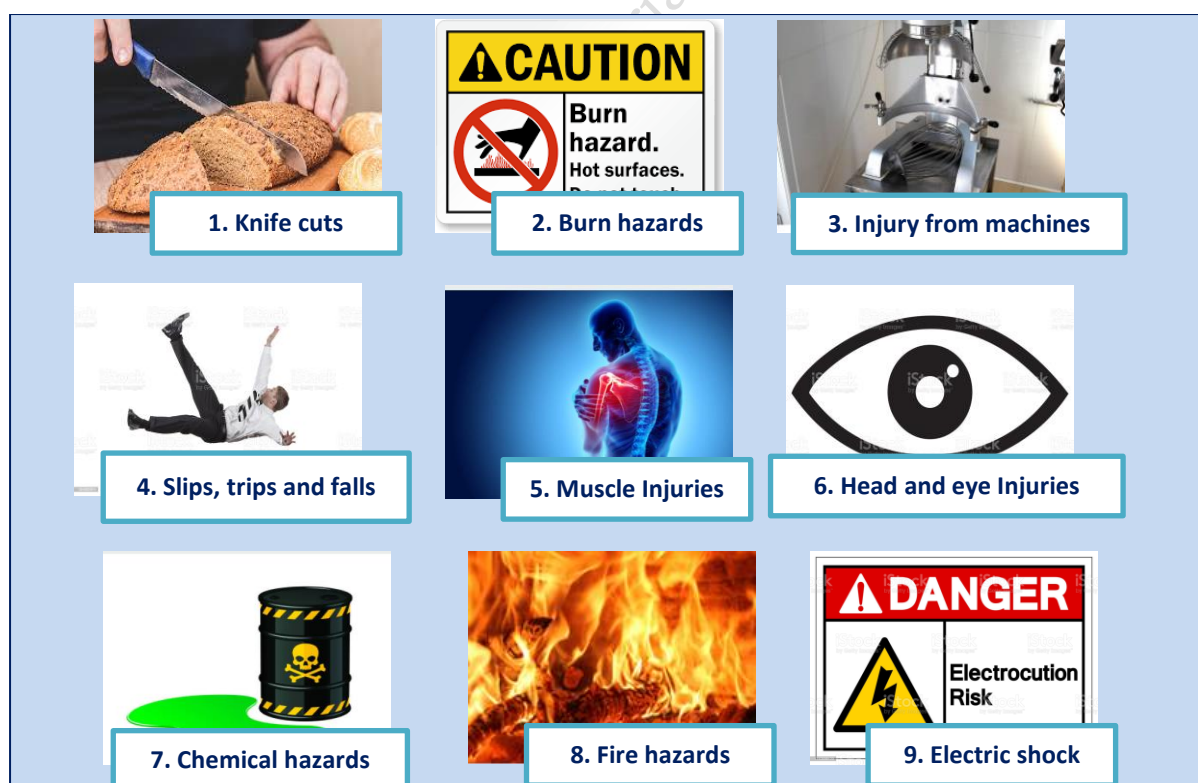 CAUTION
Burn
hazard.
Hot surfaces.
1. Knife cuts
2. Burn hazards
3. Injury from machines
iStock
4. Slips, trips and falls
5. Muscle Injuries
6. Head and eye Injuries
DANGER
Electrocution
Risk
7. Chemical hazards
8. Fire hazards
9. Electric shock